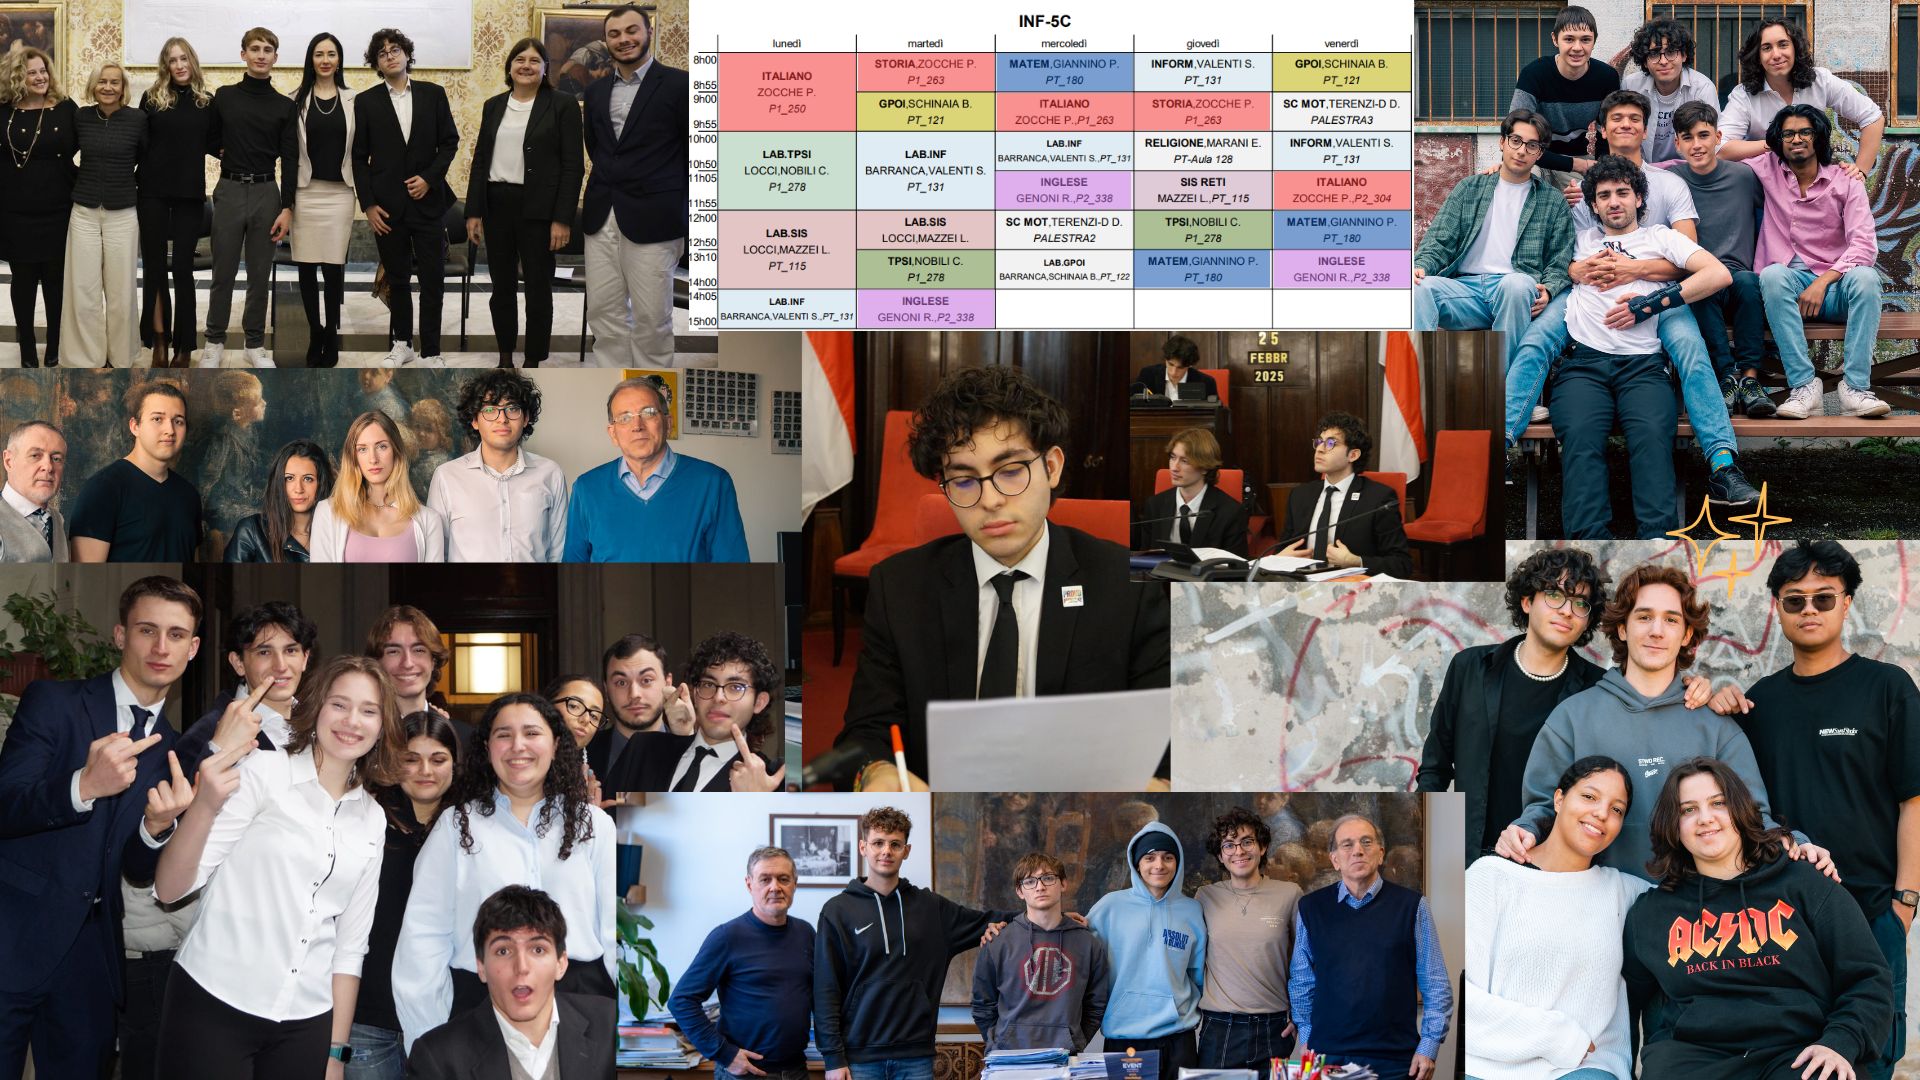 INF-5C
lunedì martedì mercoledì giovedì venerdì
8h00
ITALIANO
ZOCCHE P.
P1_250
STORIA,ZOCCHE P.
P1_263
MATEM,GIANNINO P.
PT_180
INFORM,VALENTI S.
PT_131
GPOI,SCHINAIA B.
PT_121
8h55
9h00
GPOI,SCHINAIA B.
PT_121
ITALIANO
ZOCCHE P.,P1_263
STORIA,ZOCCHE P.
P1_263
SC MOT,TERENZI-D D.
PALESTRA3
9h55
10h00
LAB.TPSI
LOCCI,NOBILI C.
P1_278
LAB.INF
BARRANCA,VALENTI S.
PT_131
LAB.INF
BARRANCA,VALENTI S.,PT_131
RELIGIONE,MARANI E.
PT-Aula 128
INFORM,VALENTI S.
PT_131
10h50
11h05
INGLESE
GENONI R.,P2_338
SIS RETI
MAZZEI L.,PT_115
ITALIANO
ZOCCHE P.,P2_304
11h55
12h00
LAB.SIS
LOCCI,MAZZEI L.
PT_115
LAB.SIS
LOCCI,MAZZEI L.
SC MOT,TERENZI-D D.
PALESTRA2
TPSI,NOBILI C.
P1_278
MATEM,GIANNINO P.
PT_180
12h50
13h10
TPSI,NOBILI C.
P1_278
LAB.GPOI
BARRANCA,SCHINAIA B.,PT_122
MATEM,GIANNINO P.
PT_180
INGLESE
GENONI R.,P2_338
14h00
14h05
LAB.INF
BARRANCA,VALENTI S.,PT_131
INGLESE
GENONI R.,P2_338
15h00
25
FEBBR
2025
AC DC
BACK IN BLACK
EVENT